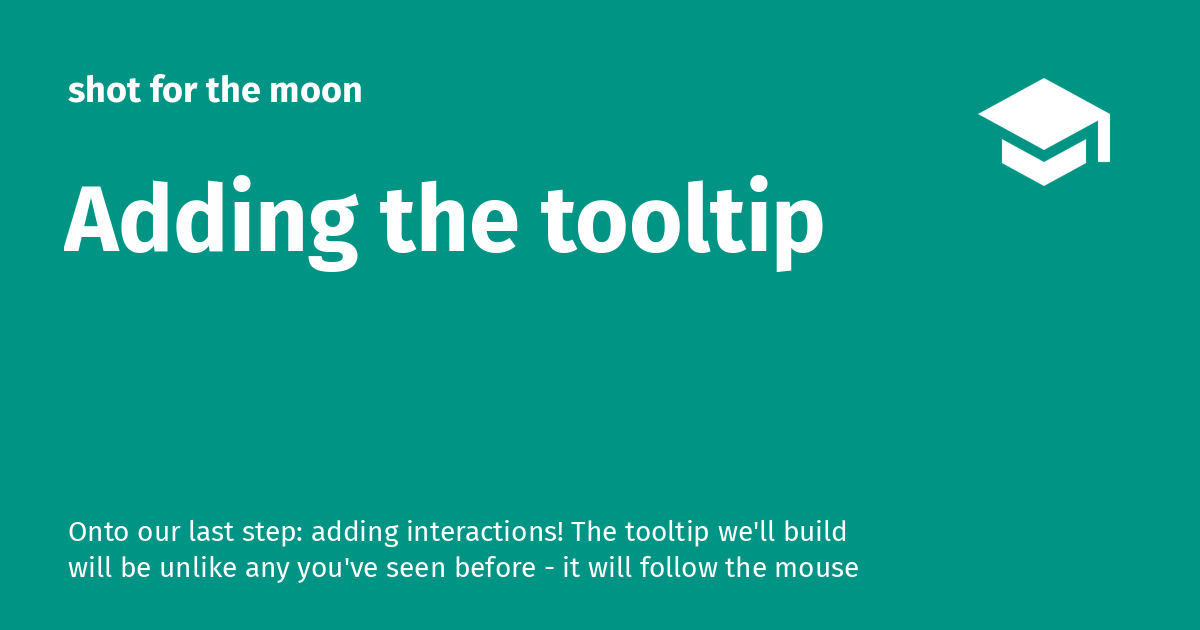 shot for the moon
Adding the tooltip
Onto our last step: adding interactions! The tooltip we'll build
will be unlike any you've seen before - it will follow the mouse